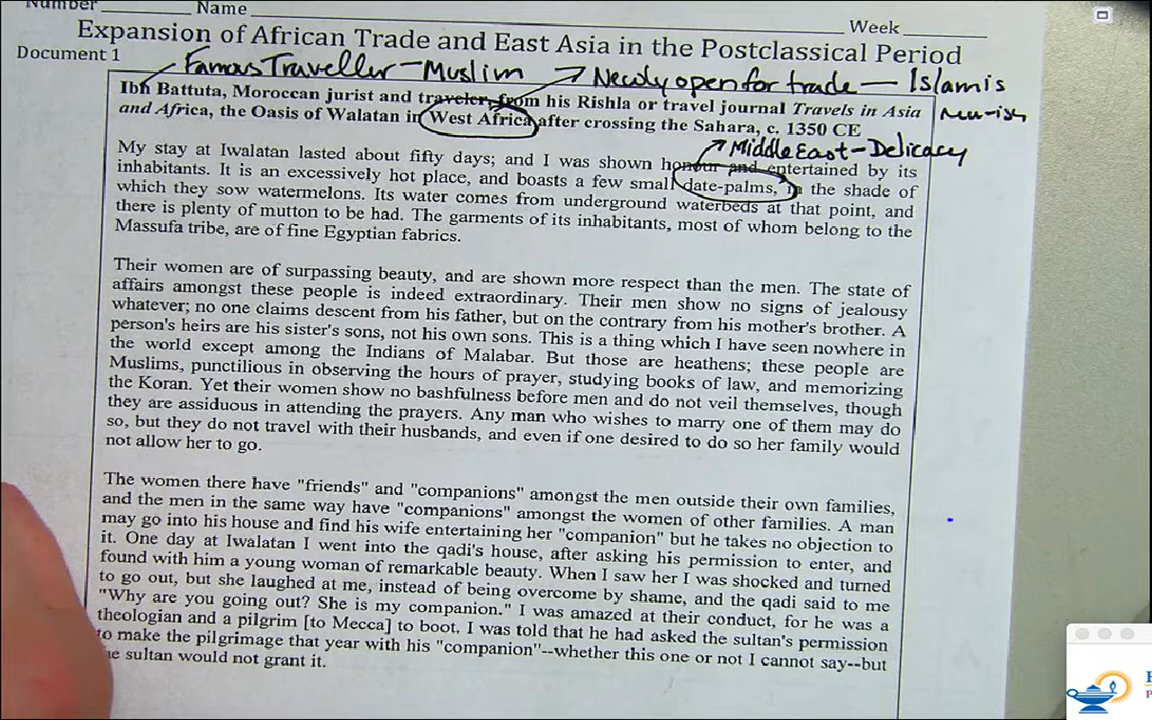 Number Name
Week
Expansion of African Trade and East Asia in the Postclassical Period
Document 1
Famous Traveller - Muslim → Newly open for trade — Islamis
Ibn Battuta, Moroccan jurist and traveler, from his Rishla or travel journal Travels in Asia
and Africa, the Oasis of Walatan in West Africa after crossing the Sahara, c. 1350 CE
Middle East - Delicacy
My stay at Iwalatan lasted about fifty days; and I was shown honour and entertained by its
inhabitants. It is an excessively hot place, and boasts a few small date-palms, in the shade of
which they sow watermelons. Its water comes from underground waterbeds at that point, and
there is plenty of mutton to be had. The garments of its inhabitants, most of whom belong to the
Massufa tribe, are of fine Egyptian fabrics.
Their women are of surpassing beauty, and are shown more respect than the men. The state of
affairs amongst these people is indeed extraordinary. Their men show no signs of jealousy
whatever; no one claims descent from his father, but on the contrary from his mother's brother. A
person's heirs are his sister's sons, not his own sons. This is a thing which I have seen nowhere in
the world except among the Indians of Malabar. But those are heathens; these people are
Muslims, punctilious in observing the hours of prayer, studying books of law, and memorizing
the Koran. Yet their women show no bashfulness before men and do not veil themselves, though
they are assiduous in attending the prayers. Any man who wishes to marry one of them may do
so, but they do not travel with their husbands, and even if one desired to do so her family would
not allow her to go.
The women there have "friends" and "companions" amongst the men outside their own families,
and the men in the same way have "companions" amongst the women of other families. A man
may go into his house and find his wife entertaining her "companion" but he takes no objection to
it. One day at Iwalatan I went into the qadi's house, after asking his permission to enter, and
found with him a young woman of remarkable beauty. When I saw her I was shocked and turned
to go out, but she laughed at me, instead of being overcome by shame, and the qadi said to me
"Why are you going out? She is my companion." I was amazed at their conduct, for he was a
theologian and a pilgrim [to Mecca] to boot. I was told that he had asked the sultan's permission
to make the pilgrimage that year with his "companion"--whether this one or not I cannot say--but
he sultan would not grant it.